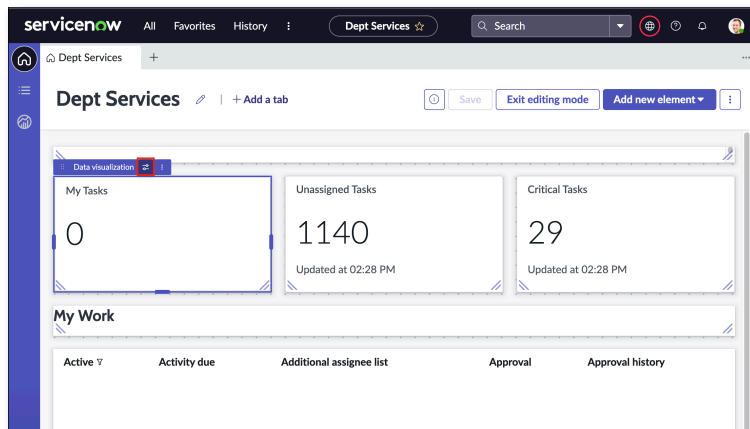 servicenow All Favorites History Dept Services Search
Dept Services
Dept Services Add a tab Save Exit editing mode Add new element
Data visualization
My Tasks Unassigned Tasks Critical Tasks
0 1140 29
Updated at 02:28 PM Updated at 02:28 PM
My Work
Active Activity due Additional assignee list Approval Approval history